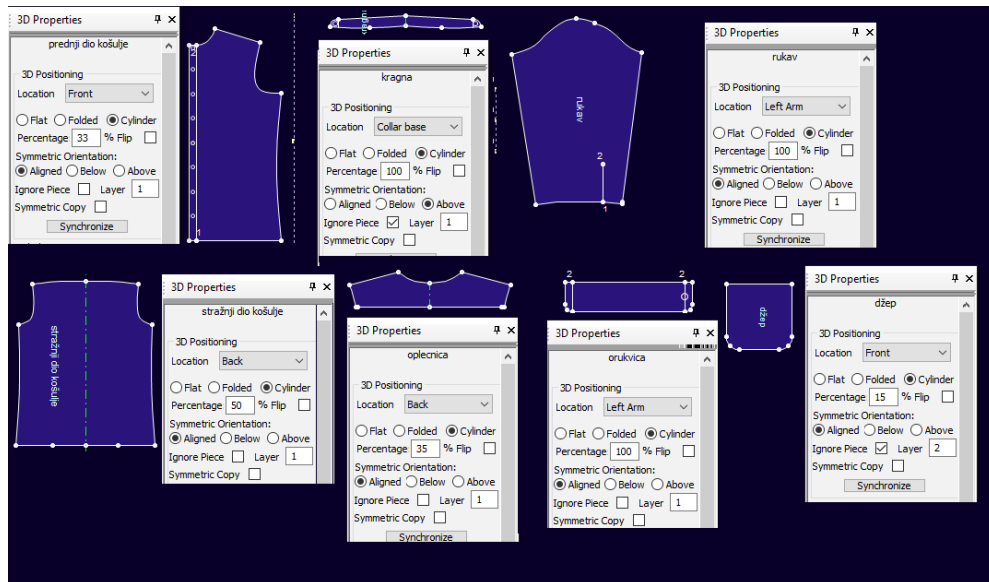 3D Properties
prednji dio košulje
3D Positioning
Location Front
Flat Folded Cylinder
Percentage 33 % Flip
Symmetric Orientation:
Aligned Below Above
Ignore Piece Layer 1
Symmetric Copy
Synchronize
2
1
kragna
3D Properties
kragna
3D Positioning
Location Collar base
Flat Folded Cylinder
Percentage 100 % Flip
Symmetric Orientation:
Aligned Below Above
Ignore Piece Layer 1
Symmetric Copy
rukav
2
1
3D Properties
rukav
3D Positioning
Location Left Arm
Flat Folded Cylinder
Percentage 100 % Flip
Symmetric Orientation:
Aligned Below Above
Ignore Piece Layer 1
Symmetric Copy
Synchronize
stražnji dio košulje
3D Properties
stražnji dio košulje
3D Positioning
Location Back
Flat Folded Cylinder
Percentage 50 % Flip
Symmetric Orientation:
Aligned Below Above
Ignore Piece Layer 1
Symmetric Copy
3D Properties
oplecnica
3D Positioning
Location Back
Flat Folded Cylinder
Percentage 35 % Flip
Symmetric Orientation:
Aligned Below Above
Ignore Piece Layer 1
Symmetric Copy
Synchronize
2 2
3D Properties
orukvica
3D Positioning
Location Left Arm
Flat Folded Cylinder
Percentage 100 % Flip
Symmetric Orientation:
Aligned Below Above
Ignore Piece Layer 1
Symmetric Copy
džep
3D Properties
džep
3D Positioning
Location Front
Flat Folded Cylinder
Percentage 15 % Flip
Symmetric Orientation:
Aligned Below Above
Ignore Piece Layer 2
Symmetric Copy
Synchronize